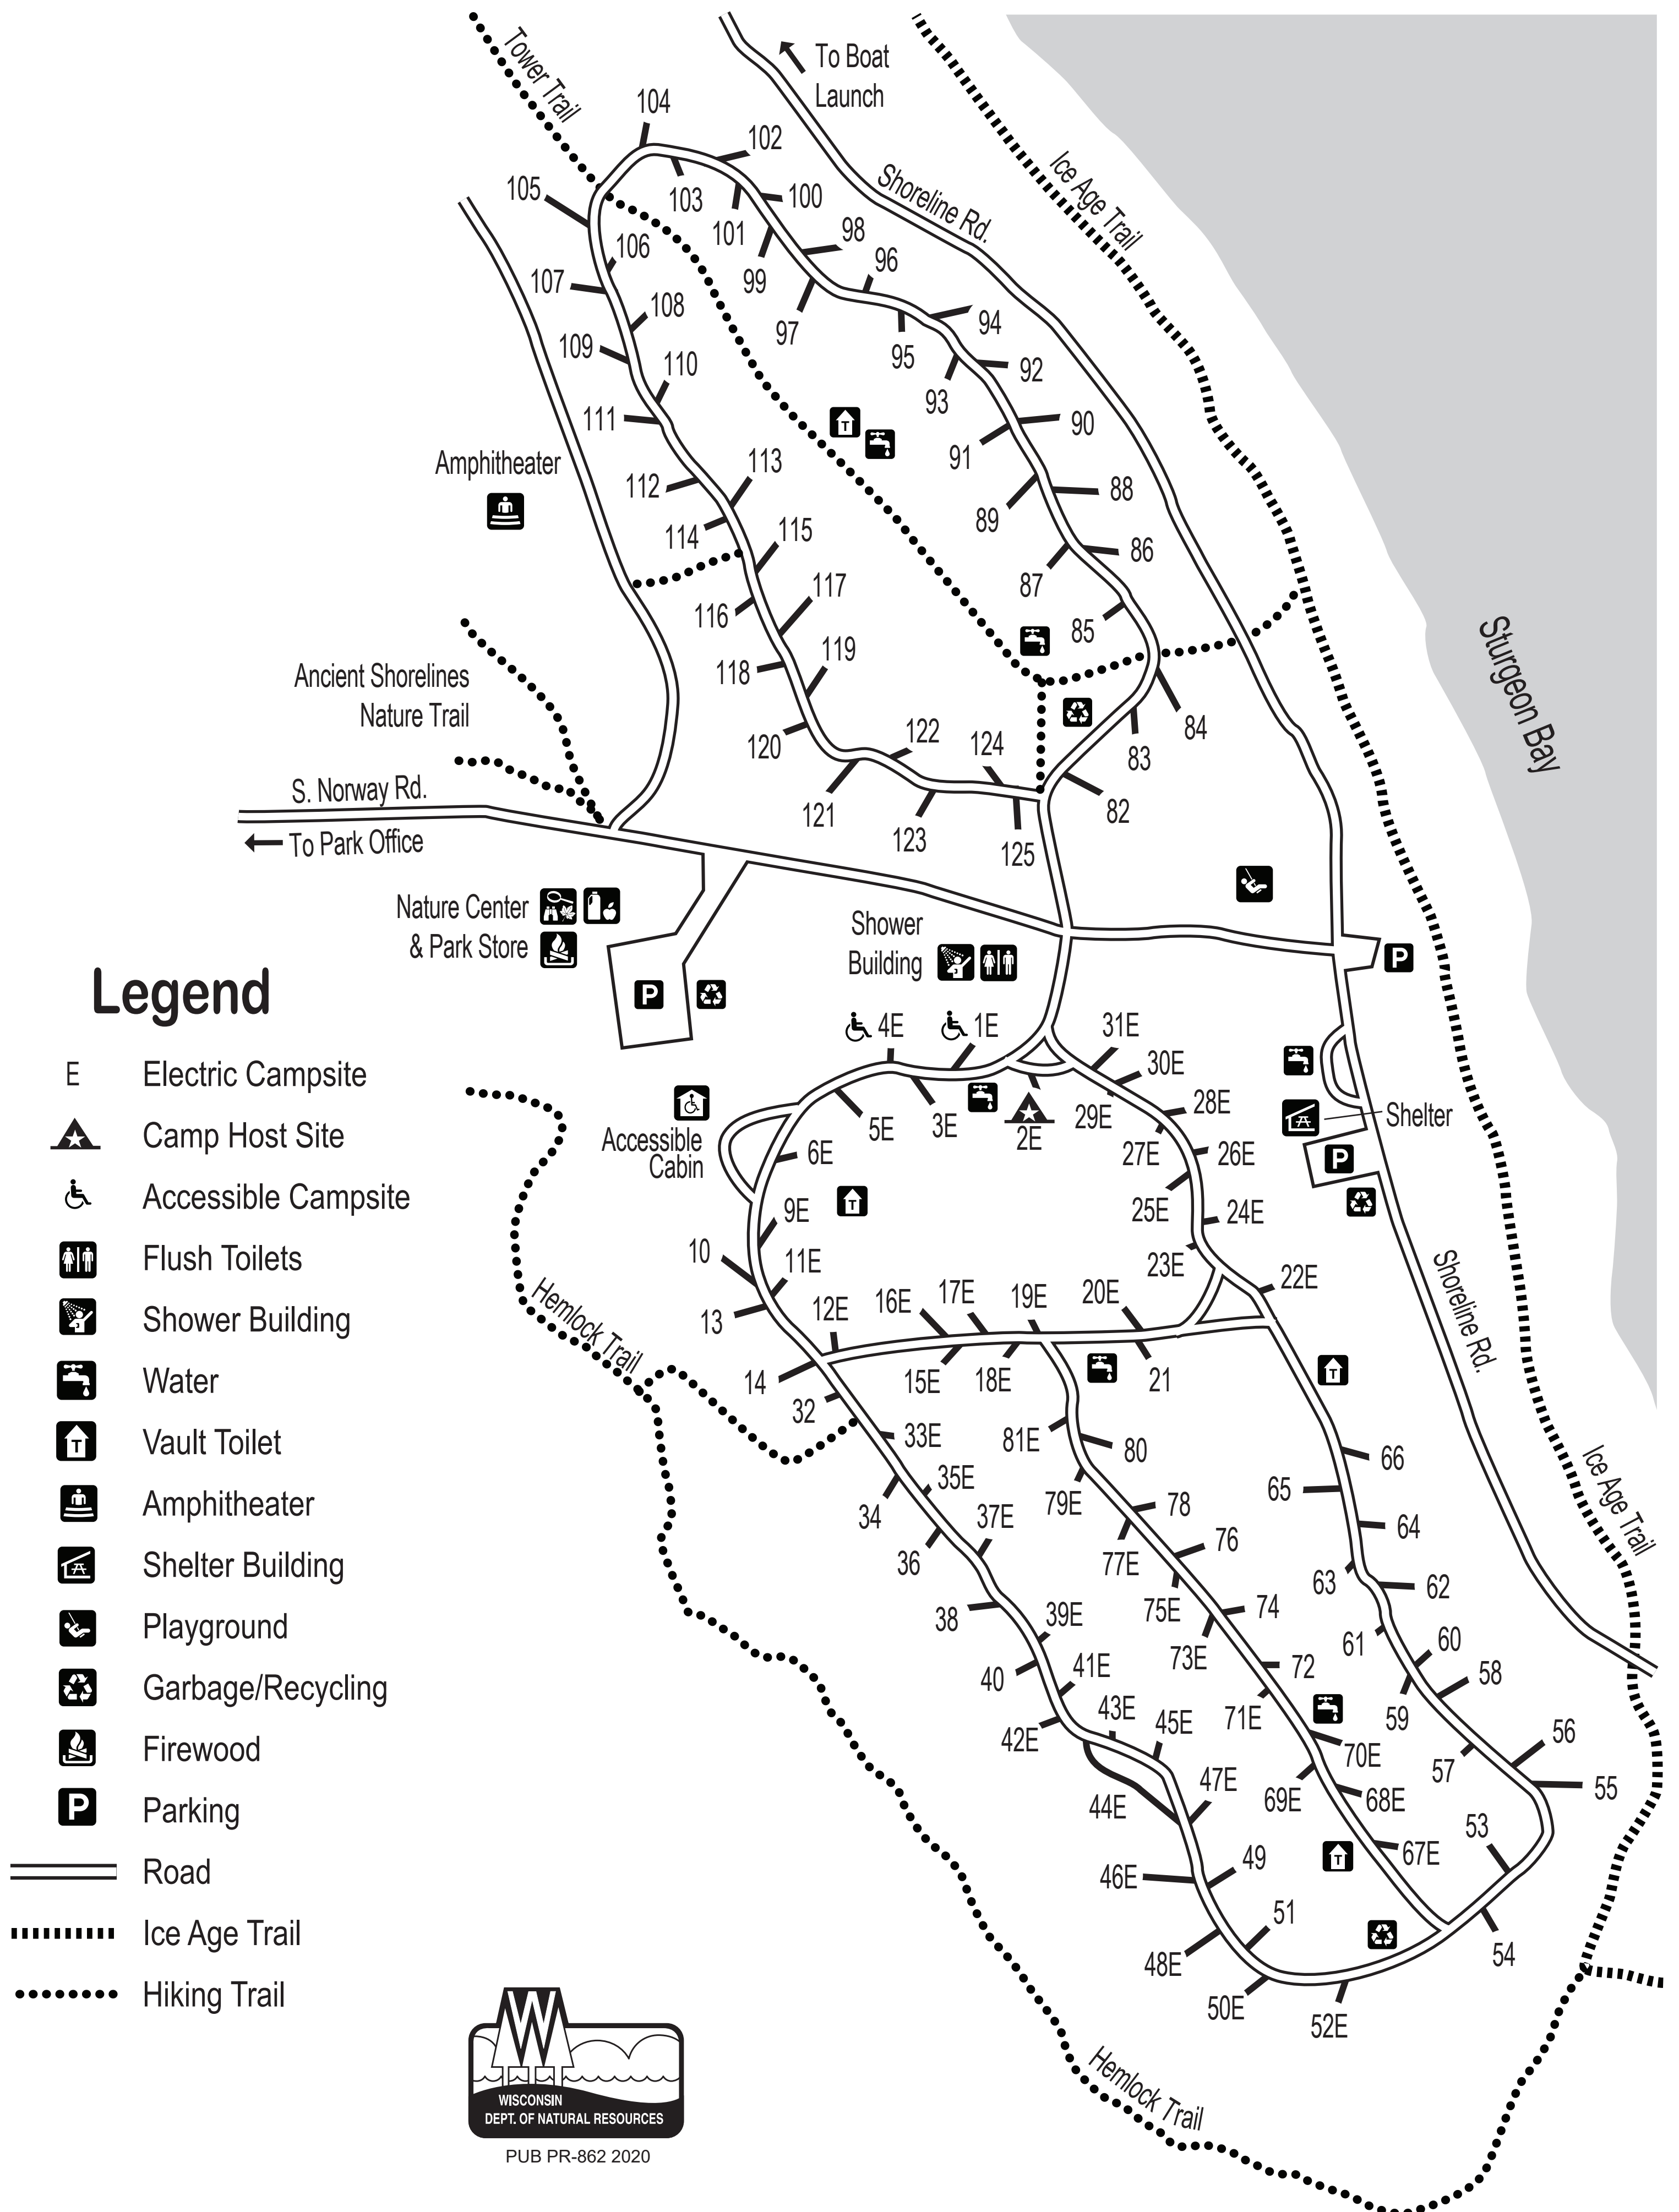 Tower Trail
To Boat
Launch
104
102
105
103
100
101
Shoreline Rd.
Ice Age Trail
98
106
96
99
107
108
94
97
109
95
110
92
93
111
90
91
Amphitheater
113
112
88
89
114
115
86
117
87
116
85
119
118
Sturgeon Bay
Ancient Shorelines
Nature Trail
84
122
120
124
83
S. Norway Rd.
121
82
123
To Park Office
125
T
Nature Center
& Park Store
Shower
Building
P
P
Legend
4E
1E
31E
30E
28E
Shelter
29E
3E
5E
2E
Accessible
Cabin
6E
27E
26E
P
T
9E
25E
24E
10
11E
23E
22E
Hemlock Trail
13
12E
16E
17E
19E
20E
Shoreline Rd.
14
15E
18E
21
T
32
33E
81E
80
66
35E
65
34
37E
79E
78
64
Ice Age Trail
36
77E
76
63
62
38
39E
75E
74
61
60
40
41E
73E
72
58
42E
43E
45E
71E
59
56
70E
57
44E
47E
69E
68E
55
53
46E
49
T
67E
51
48E
54
50E
52E
Hemlock Trail
E
Electric Campsite
Camp Host Site
Accessible Campsite
Flush Toilets
Shower Building
Water
T
Vault Toilet
Amphitheater
Shelter Building
Playground
Garbage/Recycling
Firewood
P
Parking
Road
Ice Age Trail
Hiking Trail
W
WISCONSIN
DEPT. OF NATURAL RESOURCES
PUB PR-862 2020